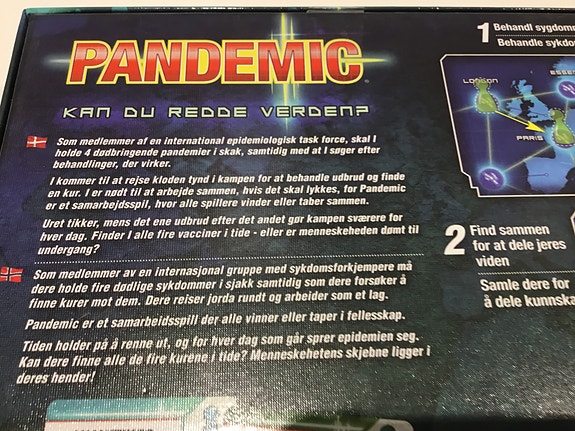 PANDEMIC
KAN DU REDDE VERDEN?
Som medlemmer af en international epidemiologisk task force, skal I
holde 4 dødbringende pandemier i skak, samtidig med at I søger efter
behandlinger, der virker.
I kommer til at rejse kloden tynd i kampen for at behandle udbrud og finde
en kur. I er nødt til at arbejde sammen, hvis det skal lykkes, for Pandemic
er et samarbejdsspil, hvor alle spillere vinder eller taber sammen.
Uret tikker, mens det ene udbrud efter det andet gør kampen sværere for
hver dag. Finder I alle fire vacciner i tide - eller er menneskeheden dømt til
undergang?
Som medlemmer av en internasjonal gruppe med sykdomsforkjempere må
dere holde fire dødlige sykdommer i sjakk samtidig som dere forsøker å
finne kurer mot dem. Dere reiser jorda rundt og arbeider som et lag.
Pandemic er et samarbeidsspill der alle vinner eller taper i fellesskap.
Tiden holder på å renne ut, og for hver dag som går sprer epidemien seg.
Kan dere finne alle de fire kurene i tide? Menneskehetens skjebne ligger i
deres hender!
1 Behandl sygdom
Behandle sykdo
LONDON
ESSEN
PARIS
2 Find sammen
for at dele jeres
viden
Samle dere for
å dele kunnska